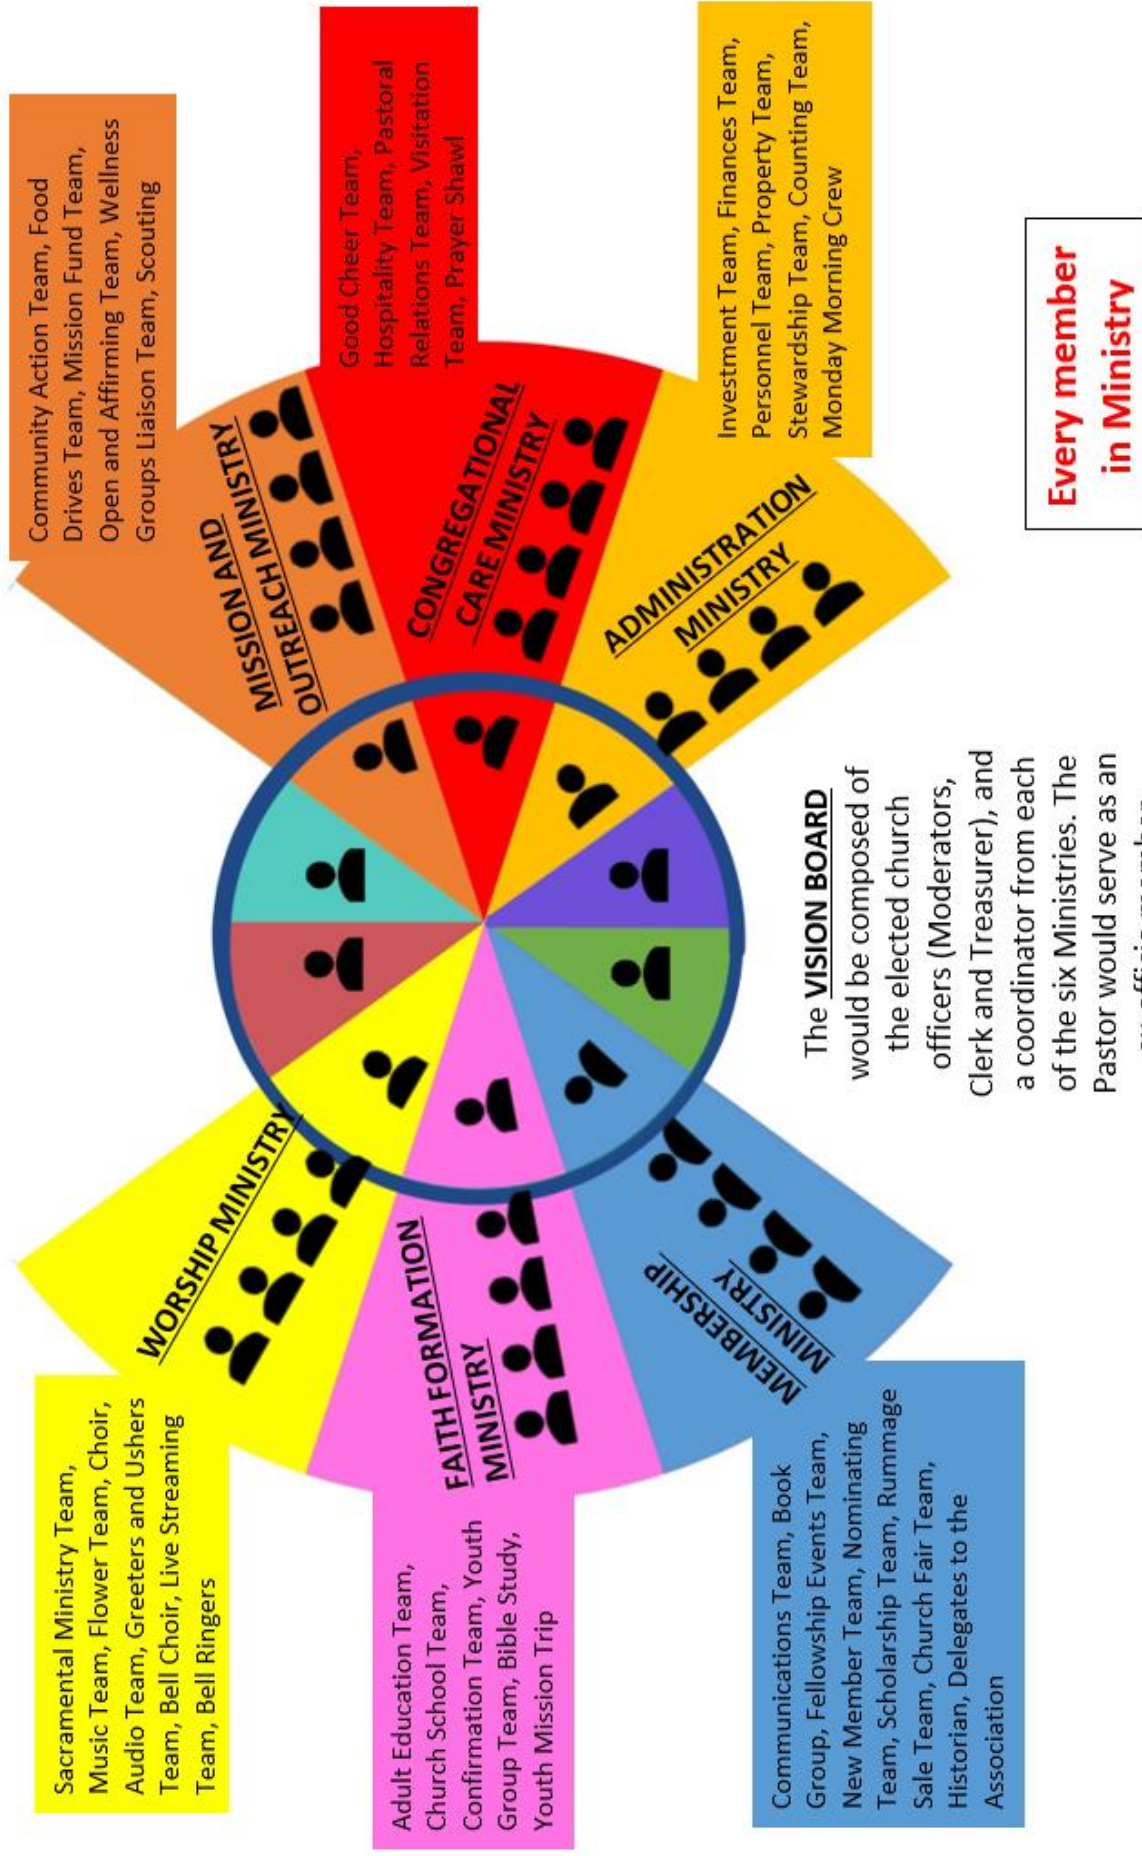 Sacramental Ministry Team,
Music Team, Flower Team, Choir,
Audio Team, Greeters and Ushers
Team, Bell Choir, Live Streaming
Team, Bell Ringers
WORSHIP MINISTRY
Adult Education Team,
Church School Team,
Confirmation Team, Youth
Group Team, Bible Study,
Youth Mission Trip
FAITH FORMATION
MINISTRY
Communications Team, Book
Group, Fellowship Events Team,
New Member Team, Nominating
Team, Scholarship Team, Rummage
Sale Team, Church Fair Team,
Historian, Delegates to the
Association
MEMBERSHIP
MINISTRY
Community Action Team, Food
Drives Team, Mission Fund Team,
Open and Affirming Team, Wellness
Groups Liaison Team, Scouting
MISSION AND
OUTREACH MINISTRY
Good Cheer Team,
Hospitality Team, Pastoral
Relations Team, Visitation
Team, Prayer Shawl
CONGREGATIONAL
CARE MINISTRY
Investment Team, Finances Team,
Personnel Team, Property Team,
Stewardship Team, Counting Team,
Monday Morning Crew
ADMINISTRATION
MINISTRY
The VISION BOARD
would be composed of
the elected church
officers (Moderators,
Clerk and Treasurer), and
a coordinator from each
of the six Ministries. The
Pastor would serve as an
Every member
in Ministry